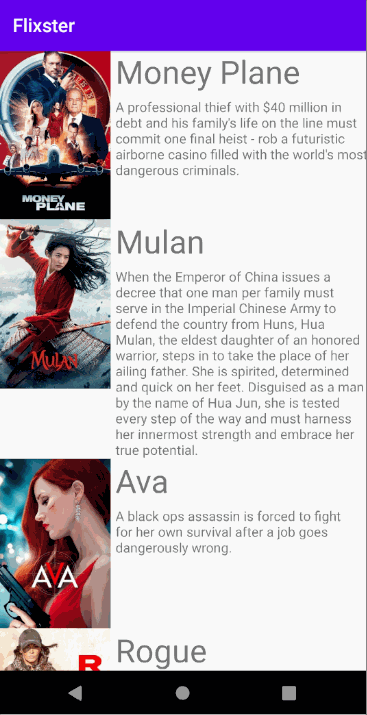 Flixster
Money Plane
A professional thief with $40 million in
debt and his family's life on the line must
commit one final heist - rob a futuristic
airborne casino filled with the world's most
dangerous criminals.
MONEY
PLANE
Mulan
When the Emperor of China issues a
decree that one man per family must
serve in the Imperial Chinese Army to
defend the country from Huns, Hua
Mulan, the eldest daughter of an honored
warrior, steps in to take the place of her
ailing father. She is spirited, determined
and quick on her feet. Disguised as a man
by the name of Hua Jun, she is tested
every step of the way and must harness
her innermost strength and embrace her
true potential.
MULAN
Ava
A black ops assassin is forced to fight
for her own survival after a job goes
dangerously wrong.
AVA
Rogue
R